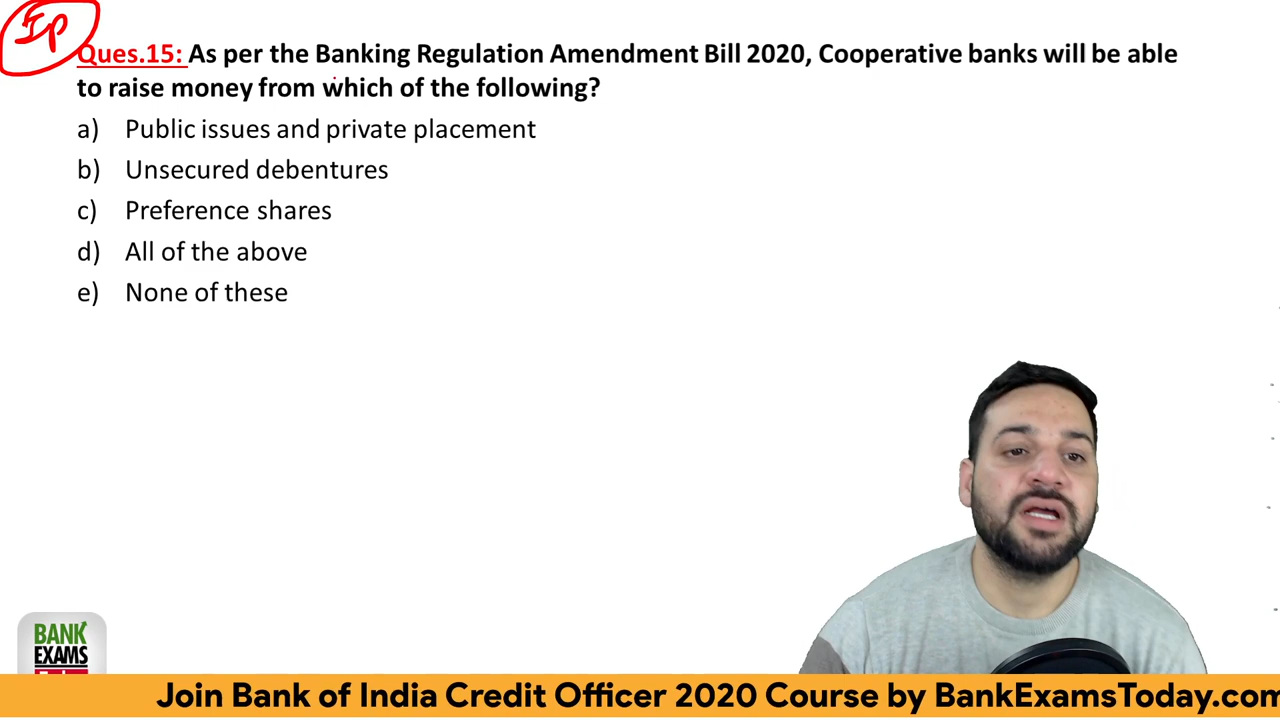 Ip
Ques.15: As per the Banking Regulation Amendment Bill 2020, Cooperative banks will be able
to raise money from which of the following?
a) Public issues and private placement
b) Unsecured debentures
c) Preference shares
d) All of the above
e) None of these
BANK
EXAMS
Join Bank of India Credit Officer 2020 Course by BankExamsToday.com